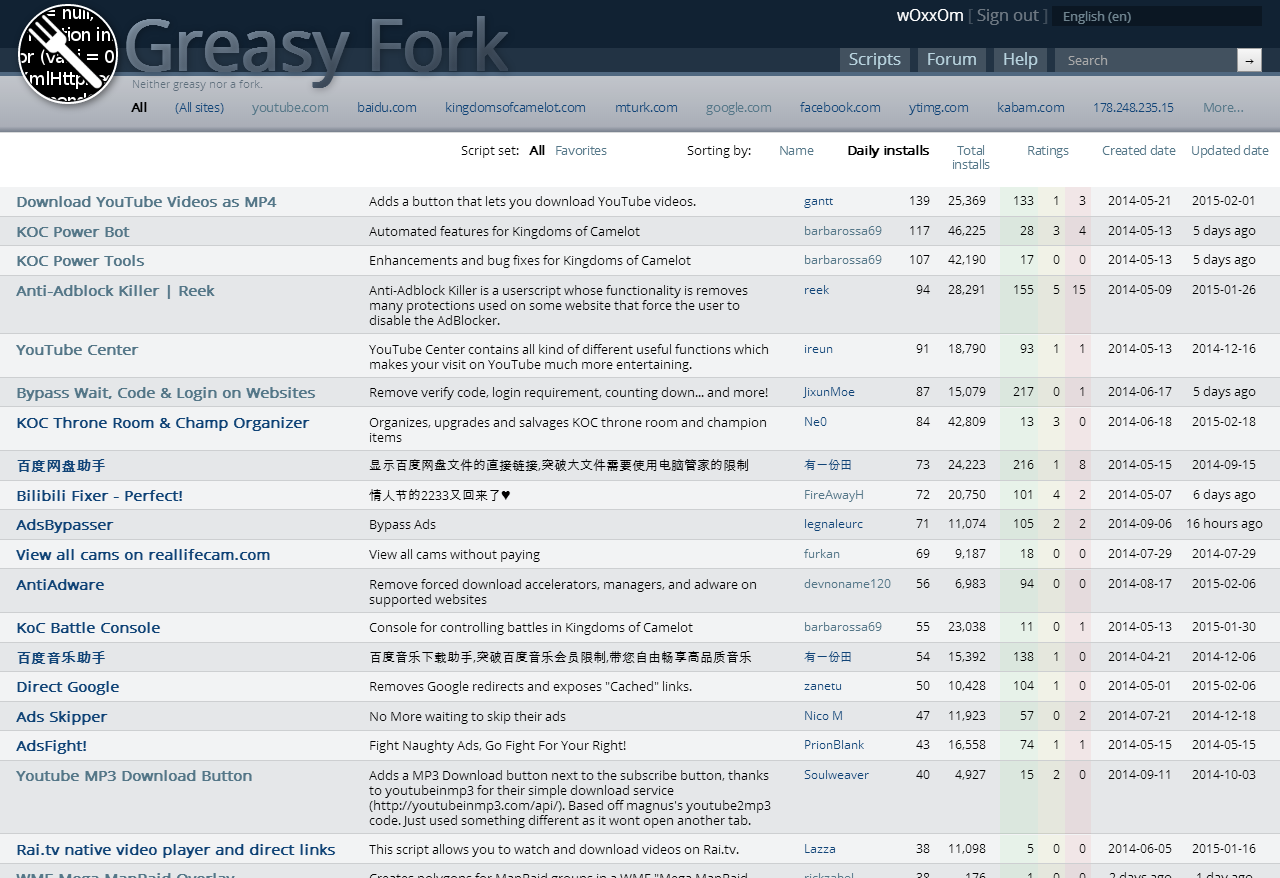 = null,
tion in
or (va i = 0
mlHttp
Greasy Fork
Neither greasy nor a fork.
wOxxOm [ Sign out ] English (en)
Scripts Forum Help Search →
All (All sites) youtube.com baidu.com kingdomsofcamelot.com mturk.com google.com facebook.com ytimg.com kabam.com 178.248.235.15 More...
Script set: All Favorites Sorting by: Name Daily installs Total installs Ratings Created date Updated date
Download YouTube Videos as MP4 Adds a button that lets you download YouTube videos. gantt 139 25,369 133 1 3 2014-05-21 2015-02-01
KOC Power Bot Automated features for Kingdoms of Camelot barbarossa69 117 46,225 28 3 4 2014-05-13 5 days ago
KOC Power Tools Enhancements and bug fixes for Kingdoms of Camelot barbarossa69 107 42,190 17 0 0 2014-05-13 5 days ago
Anti-Adblock Killer | Reek Anti-Adblock Killer is a userscript whose functionality is removes reek 94 28,291 155 5 15 2014-05-09 2015-01-26
many protections used on some website that force the user to
disable the AdBlocker.
YouTube Center YouTube Center contains all kind of different useful functions which ireun 91 18,790 93 1 1 2014-05-13 2014-12-16
makes your visit on YouTube much more entertaining.
Bypass Wait, Code & Login on Websites Remove verify code, login requirement, counting down... and more! JixunMoe 87 15,079 217 0 1 2014-06-17 5 days ago
KOC Throne Room & Champ Organizer Organizes, upgrades and salvages KOC throne room and champion Ne0 84 42,809 13 3 0 2014-06-18 2015-02-18
items
百度网盘助手 显示百度网盘文件的直接链接,突破大文件需要使用电脑管家的限制 有一份田 73 24,223 216 1 8 2014-05-15 2014-09-15
Bilibili Fixer - Perfect! 情人节的2233又回来了♥ FireAwayH 72 20,750 101 4 2 2014-05-07 6 days ago
AdsBypasser Bypass Ads legnaleurc 71 11,074 105 2 2 2014-09-06 16 hours ago
View all cams on reallifecam.com View all cams without paying furkan 69 9,187 18 0 0 2014-07-29 2014-07-29
AntiAdware Remove forced download accelerators, managers, and adware on devnoname120 56 6,983 94 0 0 2014-08-17 2015-02-06
supported websites
KoC Battle Console Console for controlling battles in Kingdoms of Camelot barbarossa69 55 23,038 11 0 1 2014-05-13 2015-01-30
百度音乐助手 百度音乐下载助手,突破百度音乐会员限制,带您自由畅享高品质音乐 有一份田 54 15,392 138 1 0 2014-04-21 2014-12-06
Direct Google Removes Google redirects and exposes "Cached" links. zanetu 50 10,428 104 1 0 2014-05-01 2015-02-06
Ads Skipper No More waiting to skip their ads Nico M 47 11,923 57 0 2 2014-07-21 2014-12-18
AdsFight! Fight Naughty Ads, Go Fight For Your Right! PrionBlank 43 16,558 74 1 1 2014-05-15 2014-05-15
Youtube MP3 Download Button Adds a MP3 Download button next to the subscribe button, thanks Soulweaver 40 4,927 15 2 0 2014-09-11 2014-10-03
to youtubeinmp3 for their simple download service
(http://youtubeinmp3.com/api/). Based off magnus's youtube2mp3
code. Just used something different as it wont open another tab.
Rai.tv native video player and direct links This script allows you to watch and download videos on Rai.tv. Lazza 38 11,098 5 0 0 2014-06-05 2015-01-16
WME Mega MapRaid Overlay Creates polygons for MapRaid groups in a WME "Mega MapRaid rickzabel 38 176 1 0 0 2 days ago 1 day ago